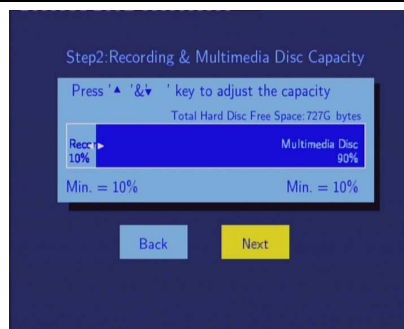 Step2:Recording & Multimedia Disc Capacity
Press '▲ '&'▼ ' key to adjust the capacity
Total Hard Disc Free Space:727G bytes
Recor Multimedia Disc
10% 90%
Min. = 10% Min. = 10%
Back Next